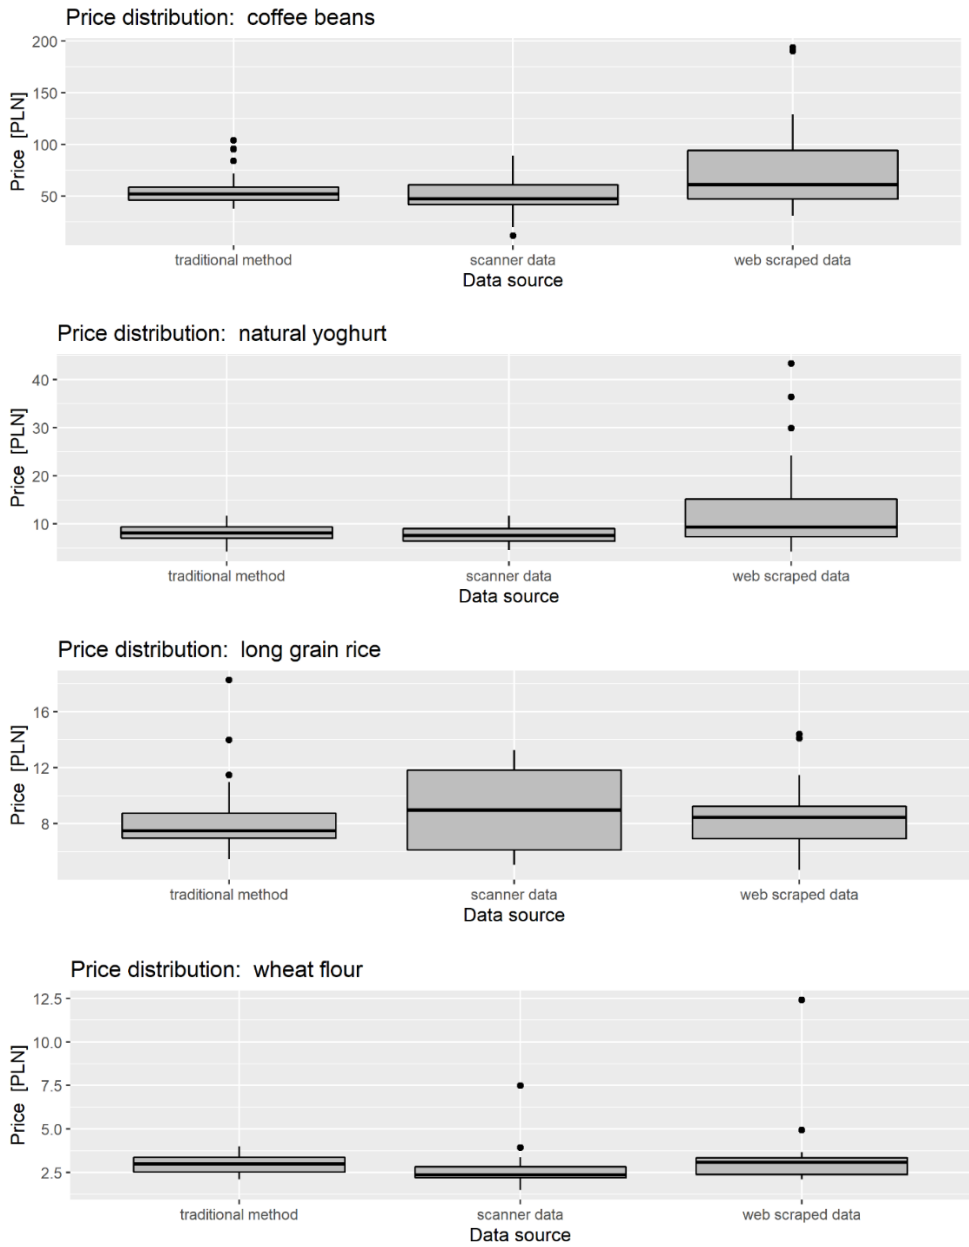 Price distribution:  coffee beans
200
150
100
50
Price  [PLN]
traditional method
scanner data
web scraped data
Data source
Price distribution:  natural yoghurt
40
30
20
10
Price  [PLN]
traditional method
scanner data
web scraped data
Data source
Price distribution:  long grain rice
16
12
8
Price  [PLN]
traditional method
scanner data
web scraped data
Data source
Price distribution:  wheat flour
12.5
10.0
7.5
5.0
2.5
Price  [PLN]
traditional method
scanner data
web scraped data
Data source